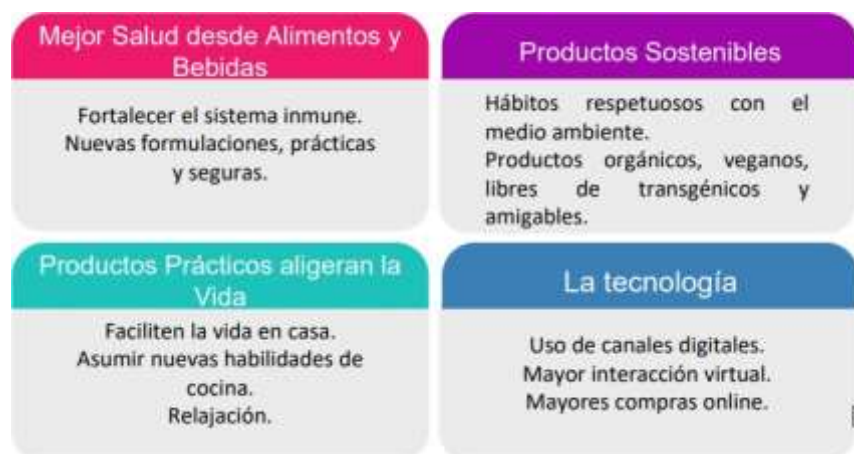 Mejor Salud desde Alimentos y
Bebidas
Fortalecer el sistema inmune.
Nuevas formulaciones, prácticas
y seguras.
Productos Sostenibles
Hábitos respetuosos con el
medio ambiente.
Productos orgánicos, veganos,
libres de transgénicos y
amigables.
Productos Prácticos aligeran la
Vida
Faciliten la vida en casa.
Asumir nuevas habilidades de
cocina.
Relajación.
La tecnología
Uso de canales digitales.
Mayor interacción virtual.
Mayores compras online.